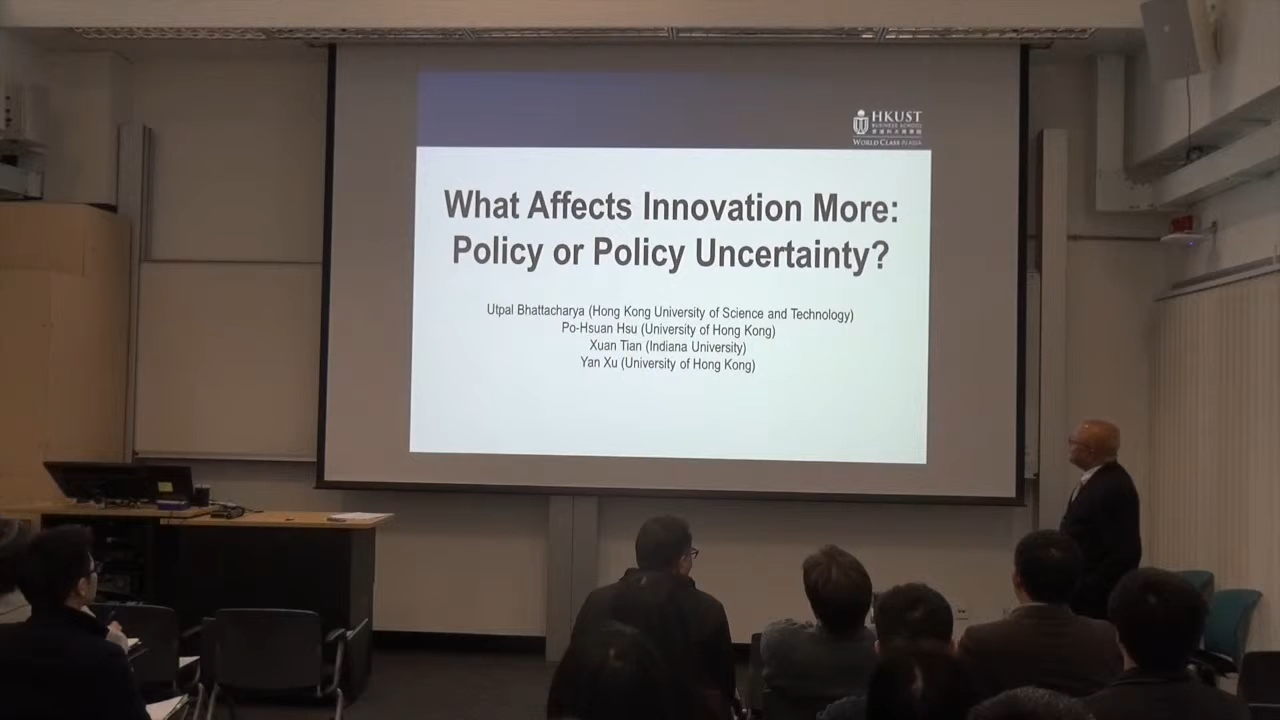 HKUST
BUSINESS SCHOOL
WORLD CLASS IN ASIA
What Affects Innovation More:
Policy or Policy Uncertainty?
Utpal Bhattacharya (Hong Kong University of Science and Technology)
Po-Hsuan Hsu (University of Hong Kong)
Xuan Tian (Indiana University)
Yan Xu (University of Hong Kong)